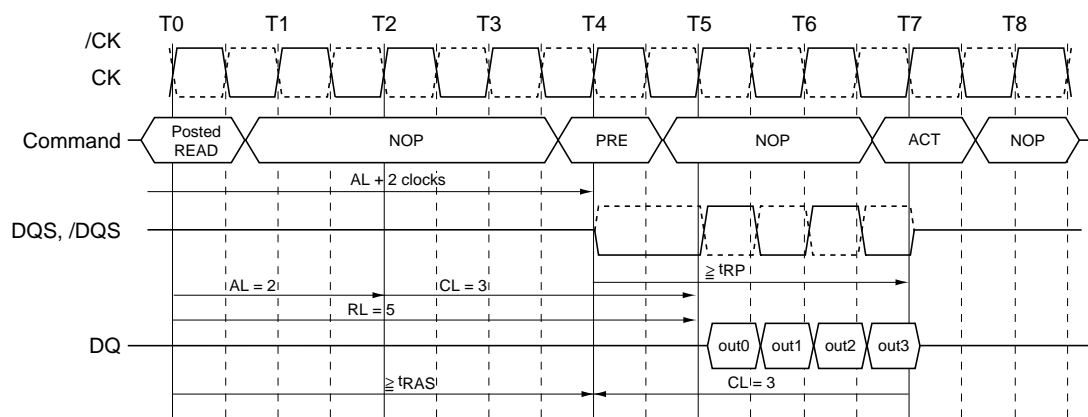 T0 T1 T2 T3 T4 T5 T6 T7 T8
/CK
CK
Command Posted READ NOP PRE NOP ACT NOP
AL + 2 clocks
DQS, /DQS
≧ tRP
AL = 2 CL = 3
RL = 5
DQ out0 out1 out2 out3
≧ tRAS CL = 3